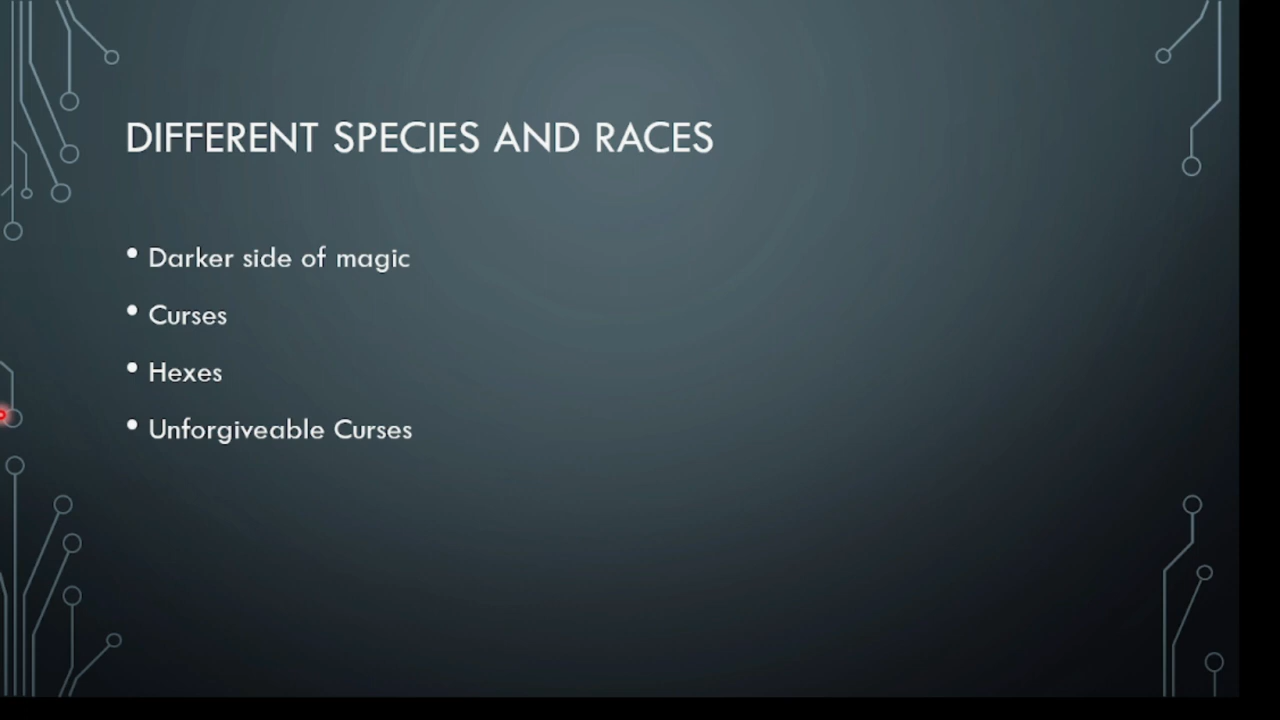 DIFFERENT SPECIES AND RACES
• Darker side of magic
• Curses
• Hexes
• Unforgiveable Curses